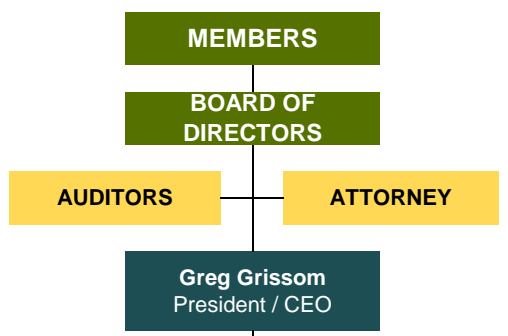 MEMBERS
BOARD OF
DIRECTORS
AUDITORS
ATTORNEY
Greg Grissom
President / CEO